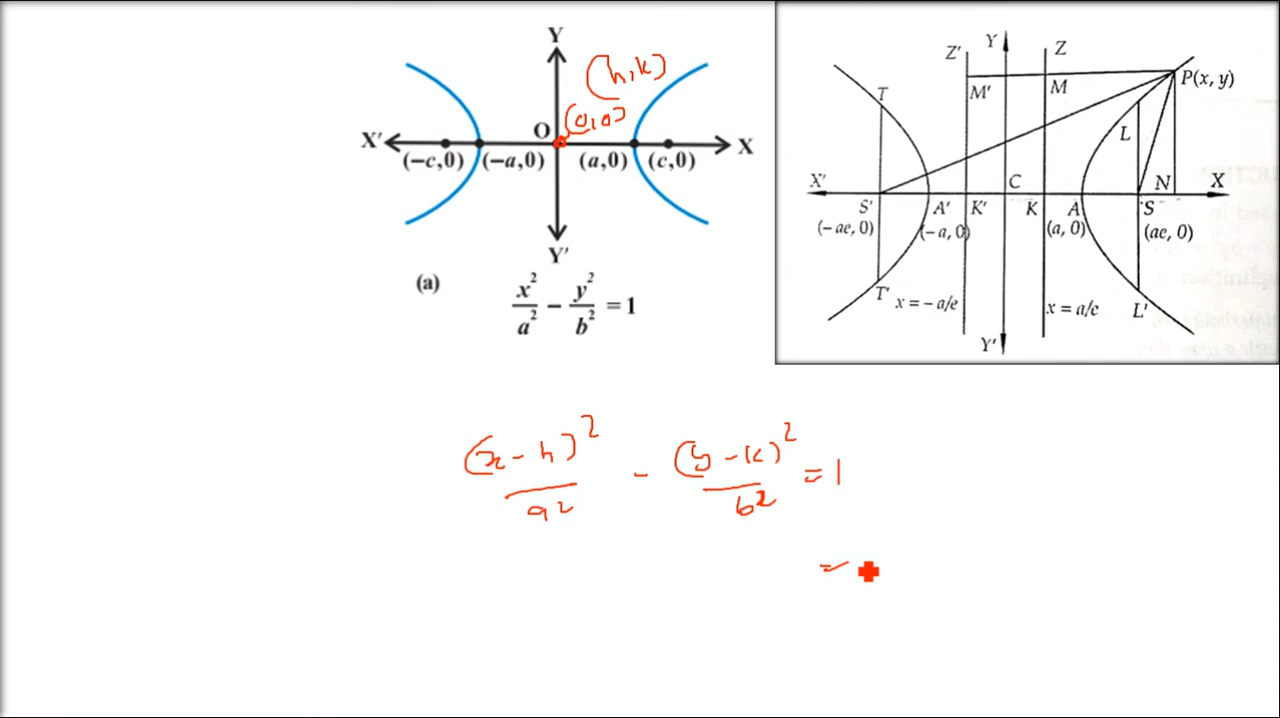 Y
(h,k)
(0,0)
O
X'
X
(−c,0) (−a,0) (a,0) (c,0)
Y'
(a)
x²/a² − y²/b² = 1
Z' Y Z
M' M P(x, y)
T
L
X' C N X
S' A' K' K A S
(− ae, 0) (− a, 0) (a, 0) (ae, 0)
T' x = − a/e x = a/e L'
Y'
(x-h)²/a² - (y-k)²/b² = 1
=